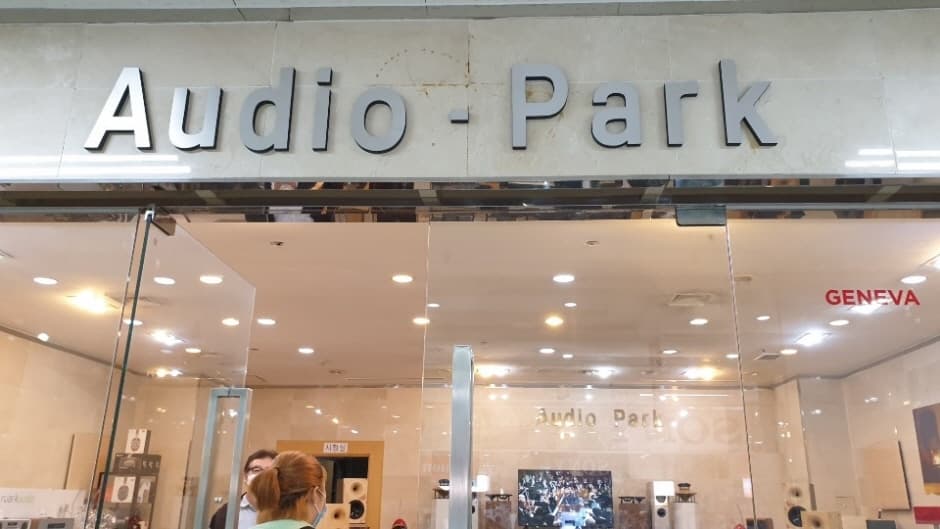 Audio - Park
GENEVA
Audio Park
시청실